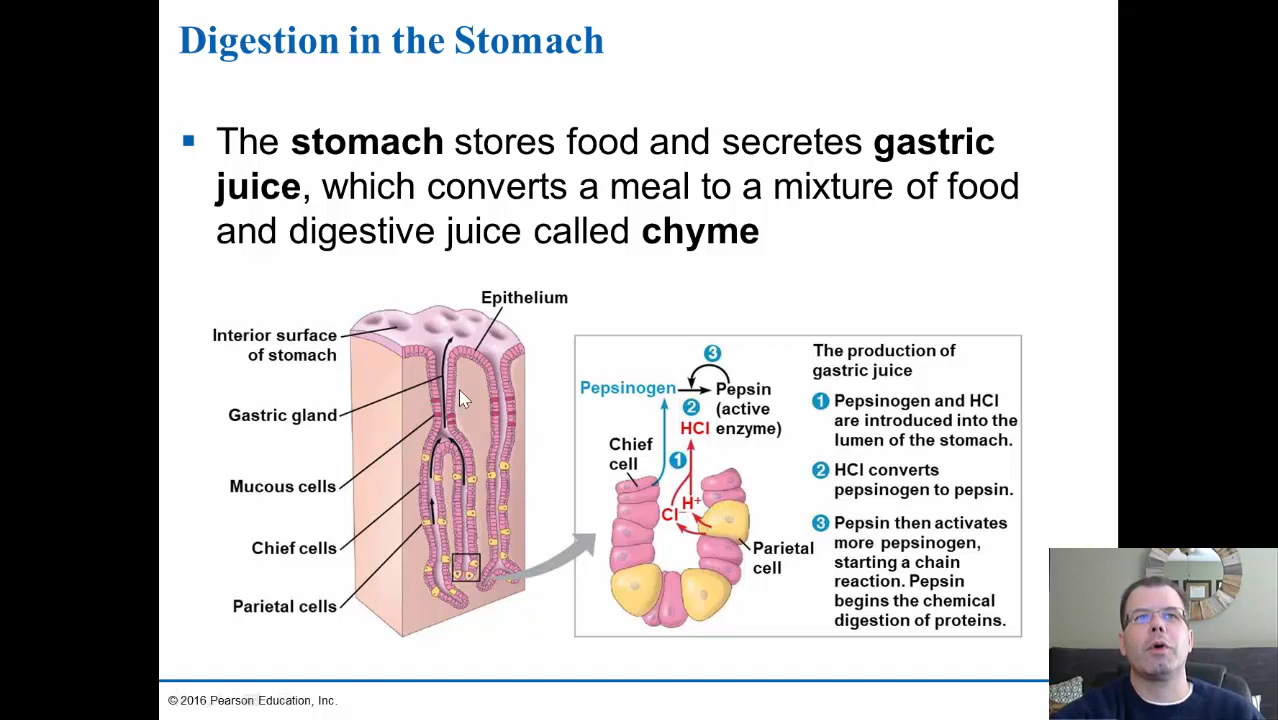 Digestion in the Stomach
▪ The stomach stores food and secretes gastric
juice, which converts a meal to a mixture of food
and digestive juice called chyme
Epithelium
Interior surface
of stomach
Gastric gland
Mucous cells
Chief cells
Parietal cells
3
Pepsinogen
Pepsin
(active
enzyme)
2
HCl
Chief
cell
1
H+
Cl−
Parietal
cell
The production of
gastric juice
1 Pepsinogen and HCl
are introduced into the
lumen of the stomach.
2 HCl converts
pepsinogen to pepsin.
3 Pepsin then activates
more pepsinogen,
starting a chain
reaction. Pepsin
begins the chemical
digestion of proteins.
© 2016 Pearson Education, Inc.